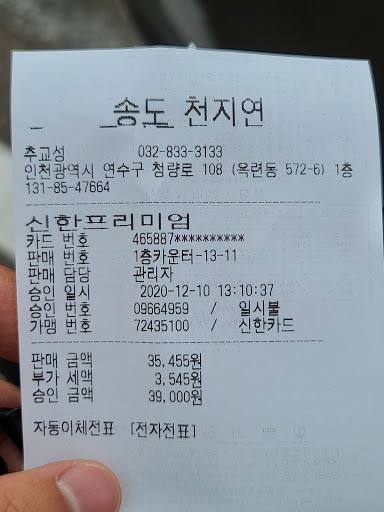 송도 천지연
추교성 032-833-3133
인천광역시 연수구 청량로 108 (옥련동 572-6) 1층
131-85-47664
신한프리미엄
카드 번호 465887**********
판매 번호 1층카운터-13-11
판매 담당 관리자
승인 일시 2020-12-10 13:10:37
승인 번호 09664959 / 일시불
가맹 번호 72435100 / 신한카드
판매 금액 35,455원
부가 세액 3,545원
승인 금액 39,000원
자동이체전표 [전자전표]